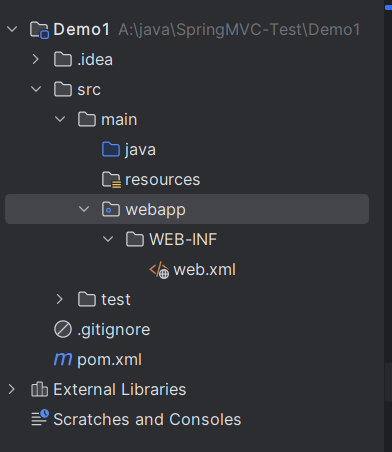 Demo1 A:\java\SpringMVC-Test\Demo1
.idea
src
main
java
resources
webapp
WEB-INF
web.xml
test
.gitignore
m pom.xml
External Libraries
Scratches and Consoles